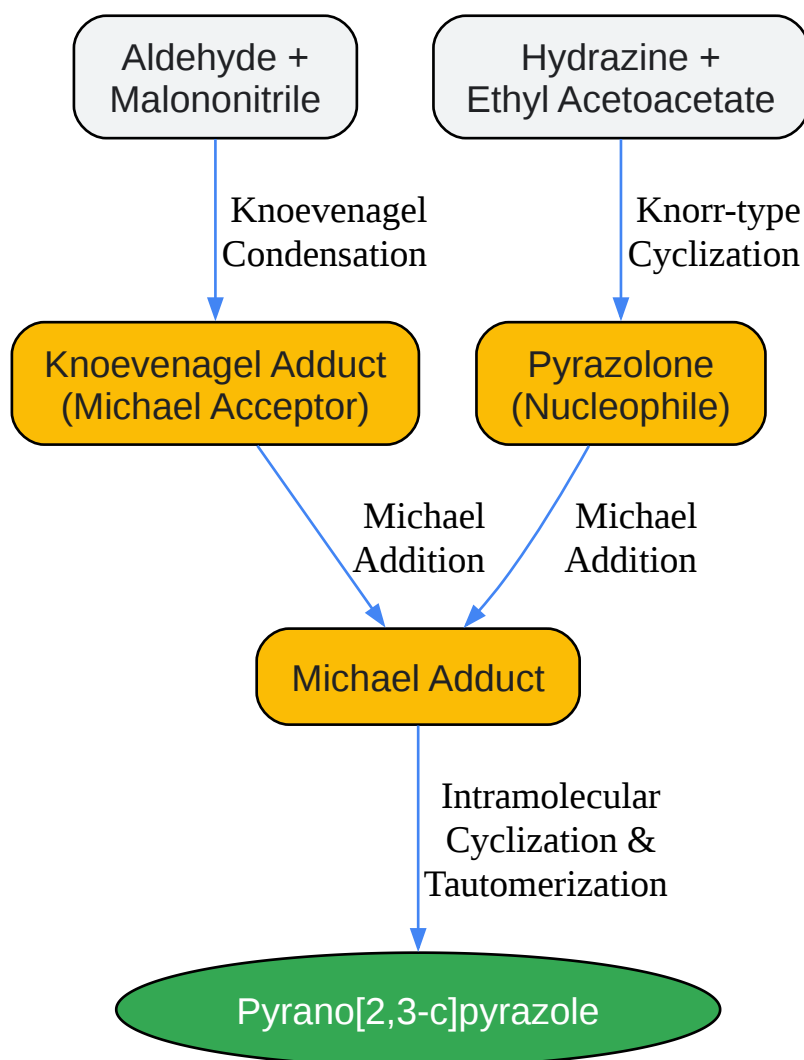 Aldehyde +
Malononitrile
Hydrazine +
Ethyl Acetoacetate
Knoevenagel
Condensation
Knorr-type
Cyclization
Knoevenagel Adduct
(Michael Acceptor)
Pyrazolone
(Nucleophile)
Michael
Addition
Michael
Addition
Michael Adduct
Intramolecular
Cyclization &
Tautomerization
Pyrano[2,3-c]pyrazole